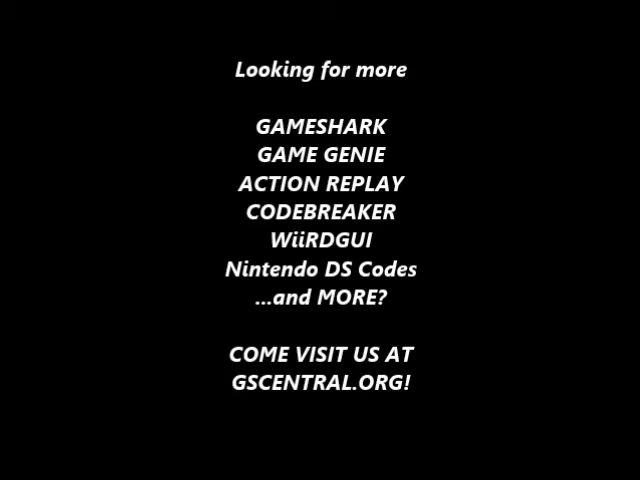 Looking for more
GAMESHARK
GAME GENIE
ACTION REPLAY
CODEBREAKER
WiiRDGUI
Nintendo DS Codes
...and MORE?
COME VISIT US AT
GSCENTRAL.ORG!